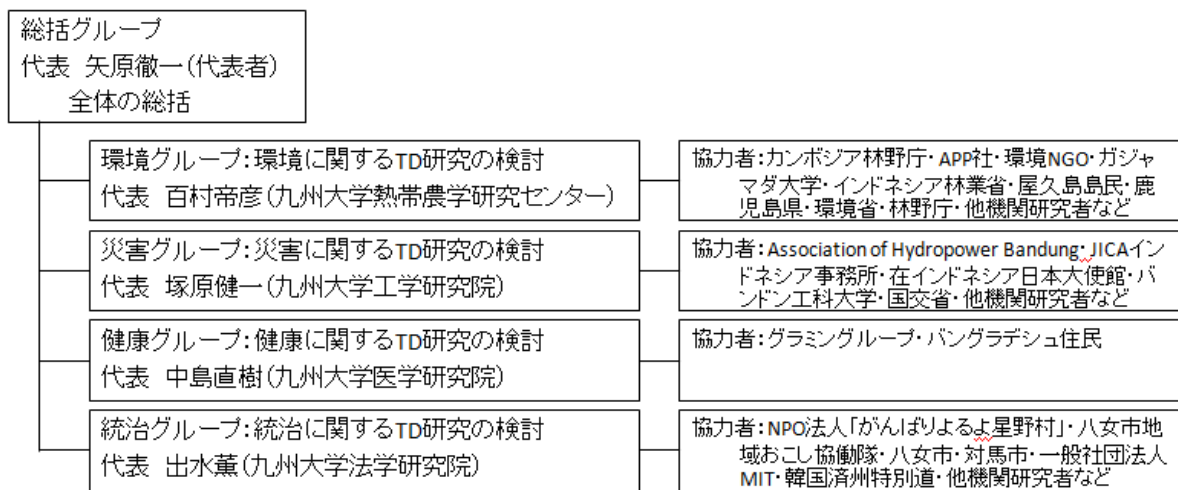 総括グループ
代表 矢原徹一(代表者)
全体の総括
環境グループ:環境に関するTD研究の検討
代表 百村帝彦(九州大学熱帯農学研究センター)
協力者:カンボジア林野庁・APP社・環境NGO・ガジャ
マダ大学・インドネシア林業省・屋久島島民・鹿
児島県・環境省・林野庁・他機関研究者など
災害グループ:災害に関するTD研究の検討
代表 塚原健一(九州大学工学研究院)
協力者:Association of Hydropower Bandung・JICAイン
ドネシア事務所・在インドネシア日本大使館・バ
ンドン工科大学・国交省・他機関研究者など
健康グループ:健康に関するTD研究の検討
代表 中島直樹(九州大学医学研究院)
協力者:グラミングループ・バングラデシュ住民
統治グループ:統治に関するTD研究の検討
代表 出水薫(九州大学法学研究院)
協力者:NPO法人「がんばりよるよ星野村」・八女市地
域おこし協働隊・八女市・対馬市・一般社団法人
MIT・韓国済州特別道・他機関研究者など